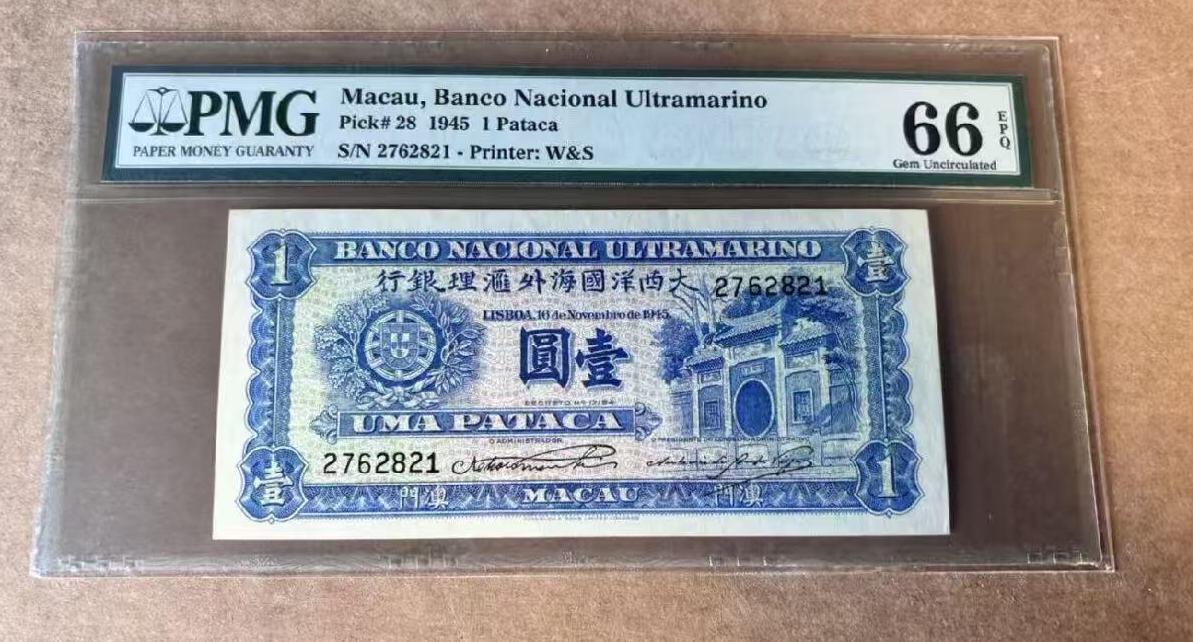 PMG
PAPER MONEY GUARANTY
Macau, Banco Nacional Ultramarino
Pick# 28 1945 1 Pataca
S/N 2762821 - Printer: W&S
66
EPQ
Gem Uncirculated
1 BANCO NACIONAL ULTRAMARINO 壹
行銀理滙外海國洋西大
2762821
LISBOA, 16 de Novembro de 1945
圓壹
UMA PATACA
O ADMINISTRADOR
2762821
壹 門澳 MACAU 門澳 1